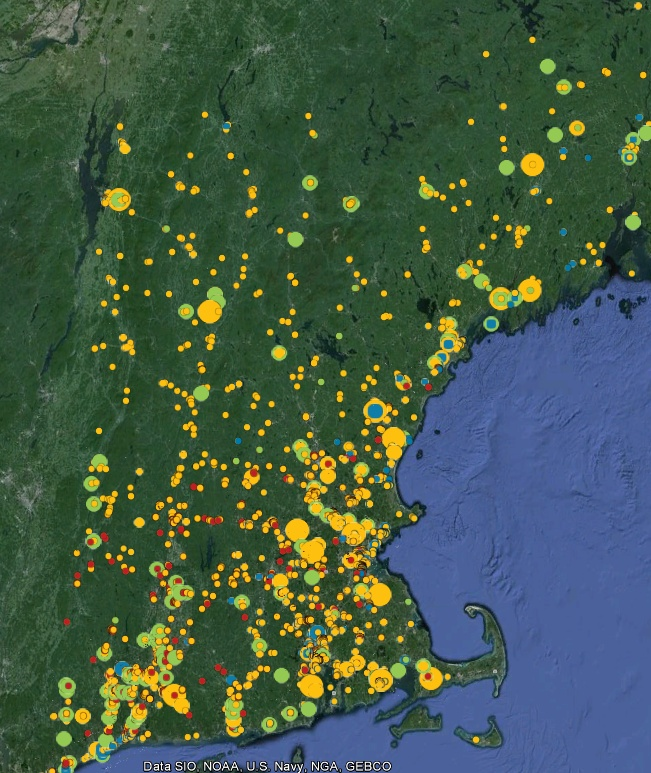 Data SIO, NOAA, U.S. Navy, NGA, GEBCO